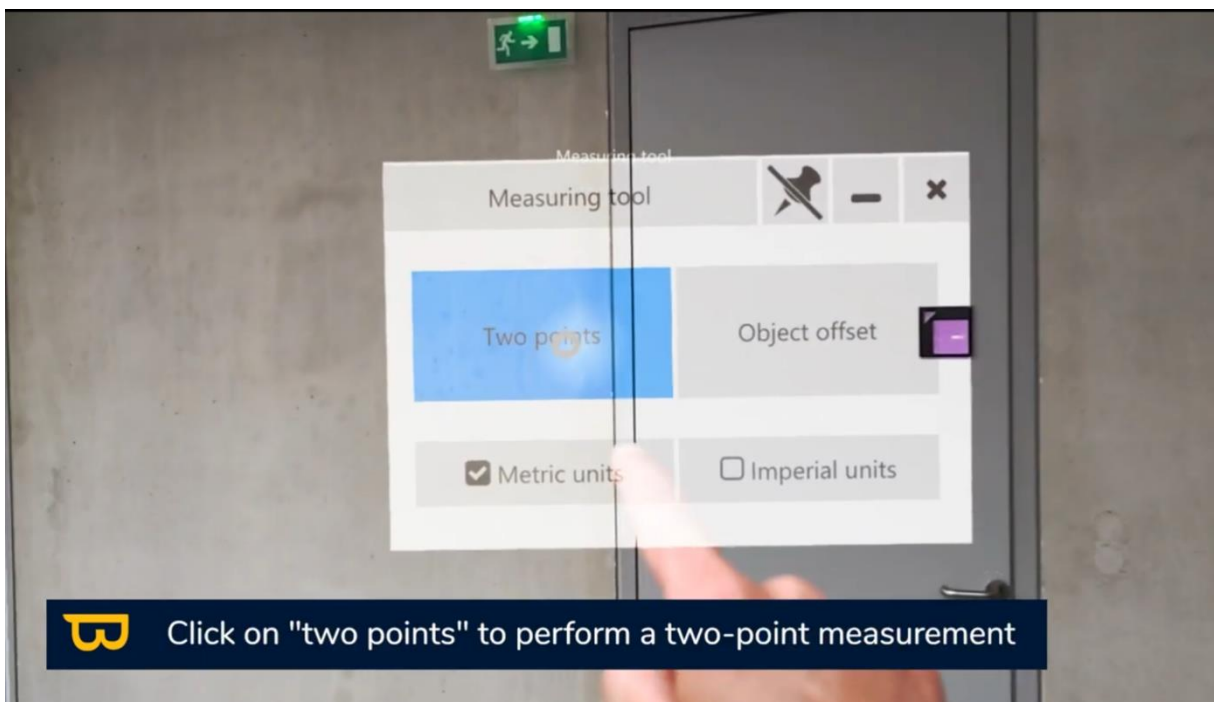 Measuring tool
Measuring tool
Two points
Object offset
Metric units
Imperial units
Click on "two points" to perform a two-point measurement